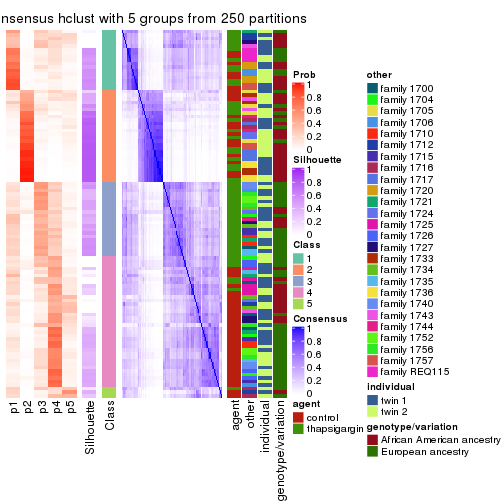 nsensus hclust with 5 groups from 250 partitions
Prob
1
0.8
0.6
0.4
0.2
0
Silhouette
1
0.8
0.6
0.4
0.2
0
Class
1
2
3
4
5
Consensus
1
0.8
0.6
0.4
0.2
0
agent
control
thapsigargin
other
family 1700
family 1704
family 1705
family 1706
family 1710
family 1712
family 1715
family 1716
family 1717
family 1720
family 1721
family 1724
family 1725
family 1726
family 1727
family 1733
family 1734
family 1735
family 1736
family 1740
family 1743
family 1744
family 1752
family 1756
family 1757
family REQ115
individual
twin 1
twin 2
genotype/variation
African American ancestry
European ancestry
p1
p2
p3
p4
p5
Silhouette
Class
agent
other
individual
genotype/variation